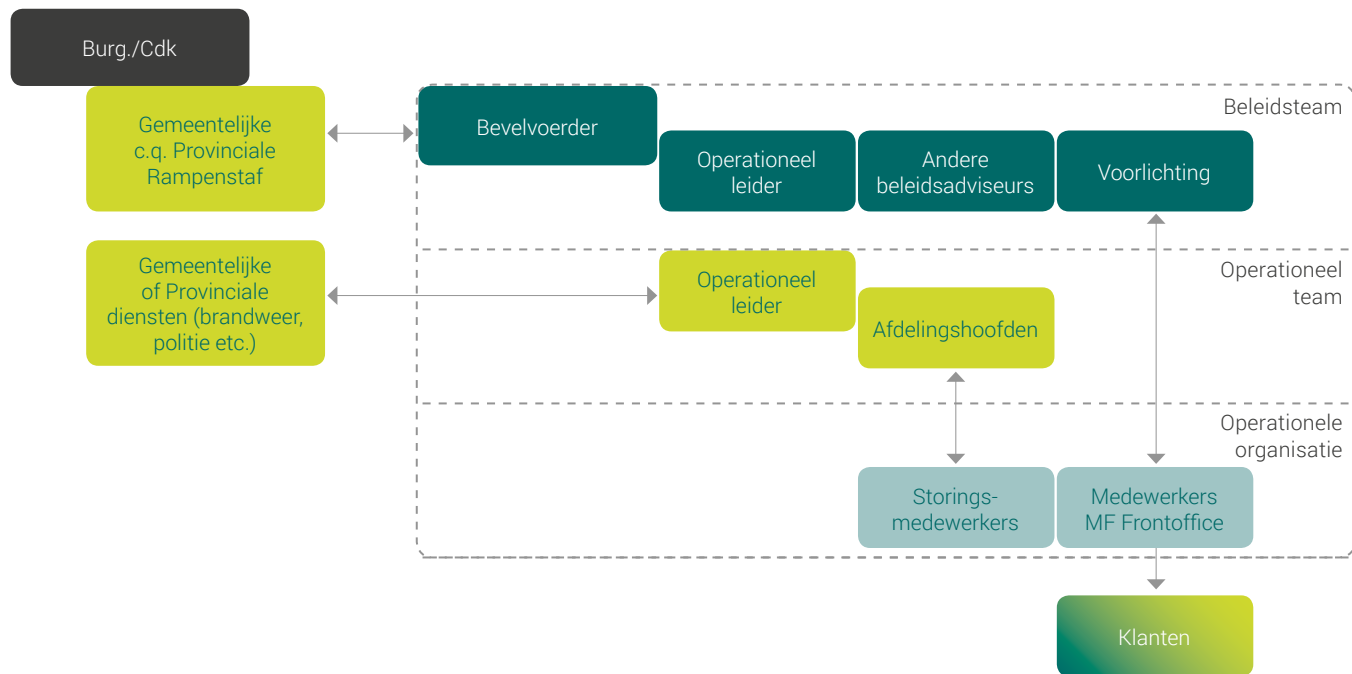 Burg./Cdk
Gemeentelijke
c.q. Provinciale
Rampenstaf
Bevelvoerder
Beleidsteam
Operationeel
leider
Andere
beleidsadviseurs
Voorlichting
Gemeentelijke
of Provinciale
diensten (brandweer,
politie etc.)
Operationeel
leider
Afdelingshoofden
Operationeel
team
Operationele
organisatie
Storings-
medewerkers
Medewerkers
MF Frontoffice
Klanten